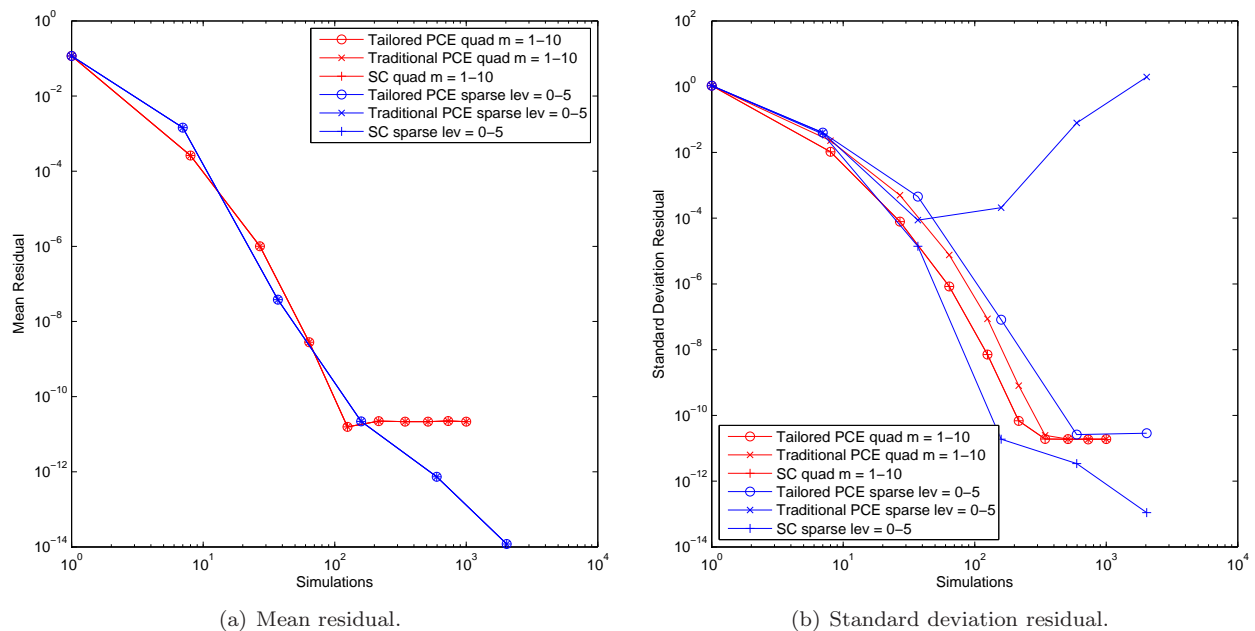 10^0
10^−2
10^−4
10^−6
10^−8
10^−10
10^−12
10^−14
Mean Residual
Tailored PCE quad m = 1−10
Traditional PCE quad m = 1−10
SC quad m = 1−10
Tailored PCE sparse lev = 0−5
Traditional PCE sparse lev = 0−5
SC sparse lev = 0−5
10^0
10^1
10^2
10^3
10^4
Simulations
(a) Mean residual.
10^2
10^0
10^−2
10^−4
10^−6
10^−8
10^−10
10^−12
10^−14
Standard Deviation Residual
Tailored PCE quad m = 1−10
Traditional PCE quad m = 1−10
SC quad m = 1−10
Tailored PCE sparse lev = 0−5
Traditional PCE sparse lev = 0−5
SC sparse lev = 0−5
10^0
10^1
10^2
10^3
10^4
Simulations
(b) Standard deviation residual.